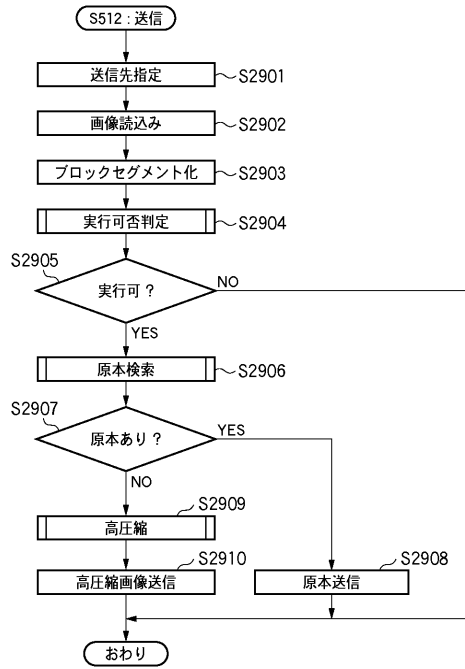 S512：送信
送信先指定
S2901
画像読込み
S2902
ブロックセグメント化
S2903
実行可否判定
S2904
S2905
実行可？
NO
YES
原本検索
S2906
S2907
原本あり？
YES
NO
S2909
高圧縮
S2910
高圧縮画像送信
S2908
原本送信
おわり